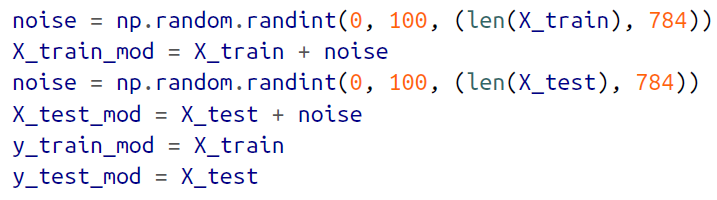 noise = np.random.randint(0, 100, (len(X_train), 784))
X_train_mod = X_train + noise
noise = np.random.randint(0, 100, (len(X_test), 784))
X_test_mod = X_test + noise
y_train_mod = X_train
y_test_mod = X_test